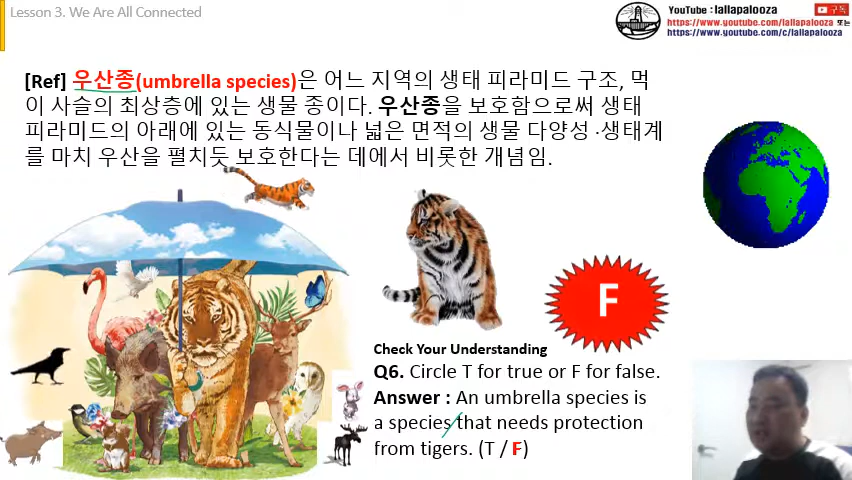 Lesson 3. We Are All Connected
YouTube : lallapalooza 구독
https://www.youtube.com/lallapalooza 또는
https://www.youtube.com/c/lallapalooza
[Ref] 우산종(umbrella species)은 어느 지역의 생태 피라미드 구조, 먹
이 사슬의 최상층에 있는 생물 종이다. 우산종을 보호함으로써 생태
피라미드의 아래에 있는 동식물이나 넓은 면적의 생물 다양성 ·생태계
를 마치 우산을 펼치듯 보호한다는 데에서 비롯한 개념임.
F
Check Your Understanding
Q6. Circle T for true or F for false.
Answer : An umbrella species is
a species that needs protection
from tigers. (T / F)